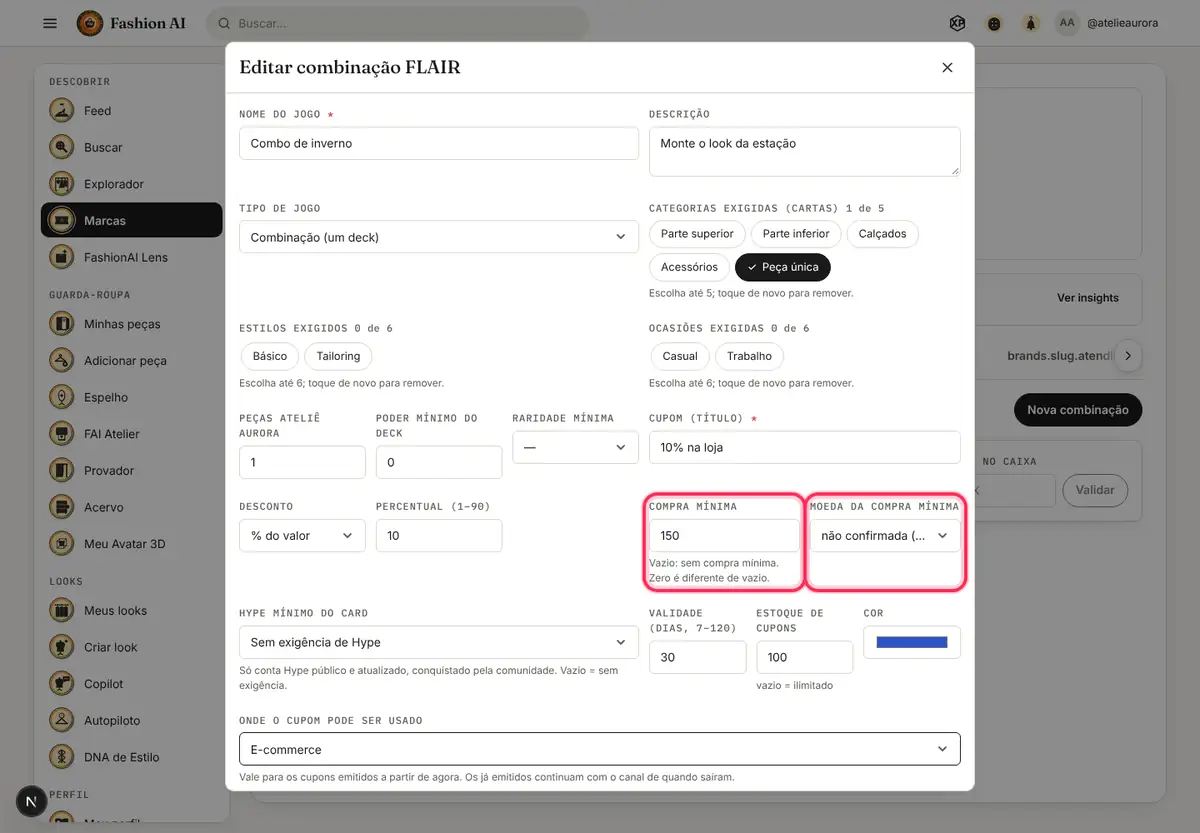 Fashion AI
Buscar...
XP
AA
@atelieaurora
DESCOBRIR
Feed
Buscar
Explorador
Marcas
FashionAI Lens
GUARDA-ROUPA
Minhas peças
Adicionar peça
Espelho
FAI Atelier
Provador
Acervo
Meu Avatar 3D
LOOKS
Meus looks
Criar look
Copilot
Autopiloto
DNA de Estilo
PERFIL
N
Editar combinação FLAIR
NOME DO JOGO *
Combo de inverno
DESCRIÇÃO
Monte o look da estação
TIPO DE JOGO
Combinação (um deck)
CATEGORIAS EXIGIDAS (CARTAS) 1 de 5
Parte superior
Parte inferior
Calçados
Acessórios
✓ Peça única
Escolha até 5; toque de novo para remover.
ESTILOS EXIGIDOS 0 de 6
Básico
Tailoring
Escolha até 6; toque de novo para remover.
OCASIÕES EXIGIDAS 0 de 6
Casual
Trabalho
Escolha até 6; toque de novo para remover.
PEÇAS ATELIÊ
AURORA
1
PODER MÍNIMO DO
DECK
0
RARIDADE MÍNIMA
—
CUPOM (TÍTULO) *
10% na loja
DESCONTO
% do valor
PERCENTUAL (1–90)
10
COMPRA MÍNIMA
150
Vazio: sem compra mínima.
Zero é diferente de vazio.
MOEDA DA COMPRA MÍNIMA
não confirmada (...
HYPE MÍNIMO DO CARD
Sem exigência de Hype
Só conta Hype público e atualizado, conquistado pela comunidade. Vazio = sem
exigência.
VALIDADE
(DIAS, 7–120)
30
ESTOQUE DE
CUPONS
100
vazio = ilimitado
COR
ONDE O CUPOM PODE SER USADO
E-commerce
Vale para os cupons emitidos a partir de agora. Os já emitidos continuam com o canal de quando saíram.
Ver insights
brands.slug.atend
Nova combinação
NO CAIXA
Validar